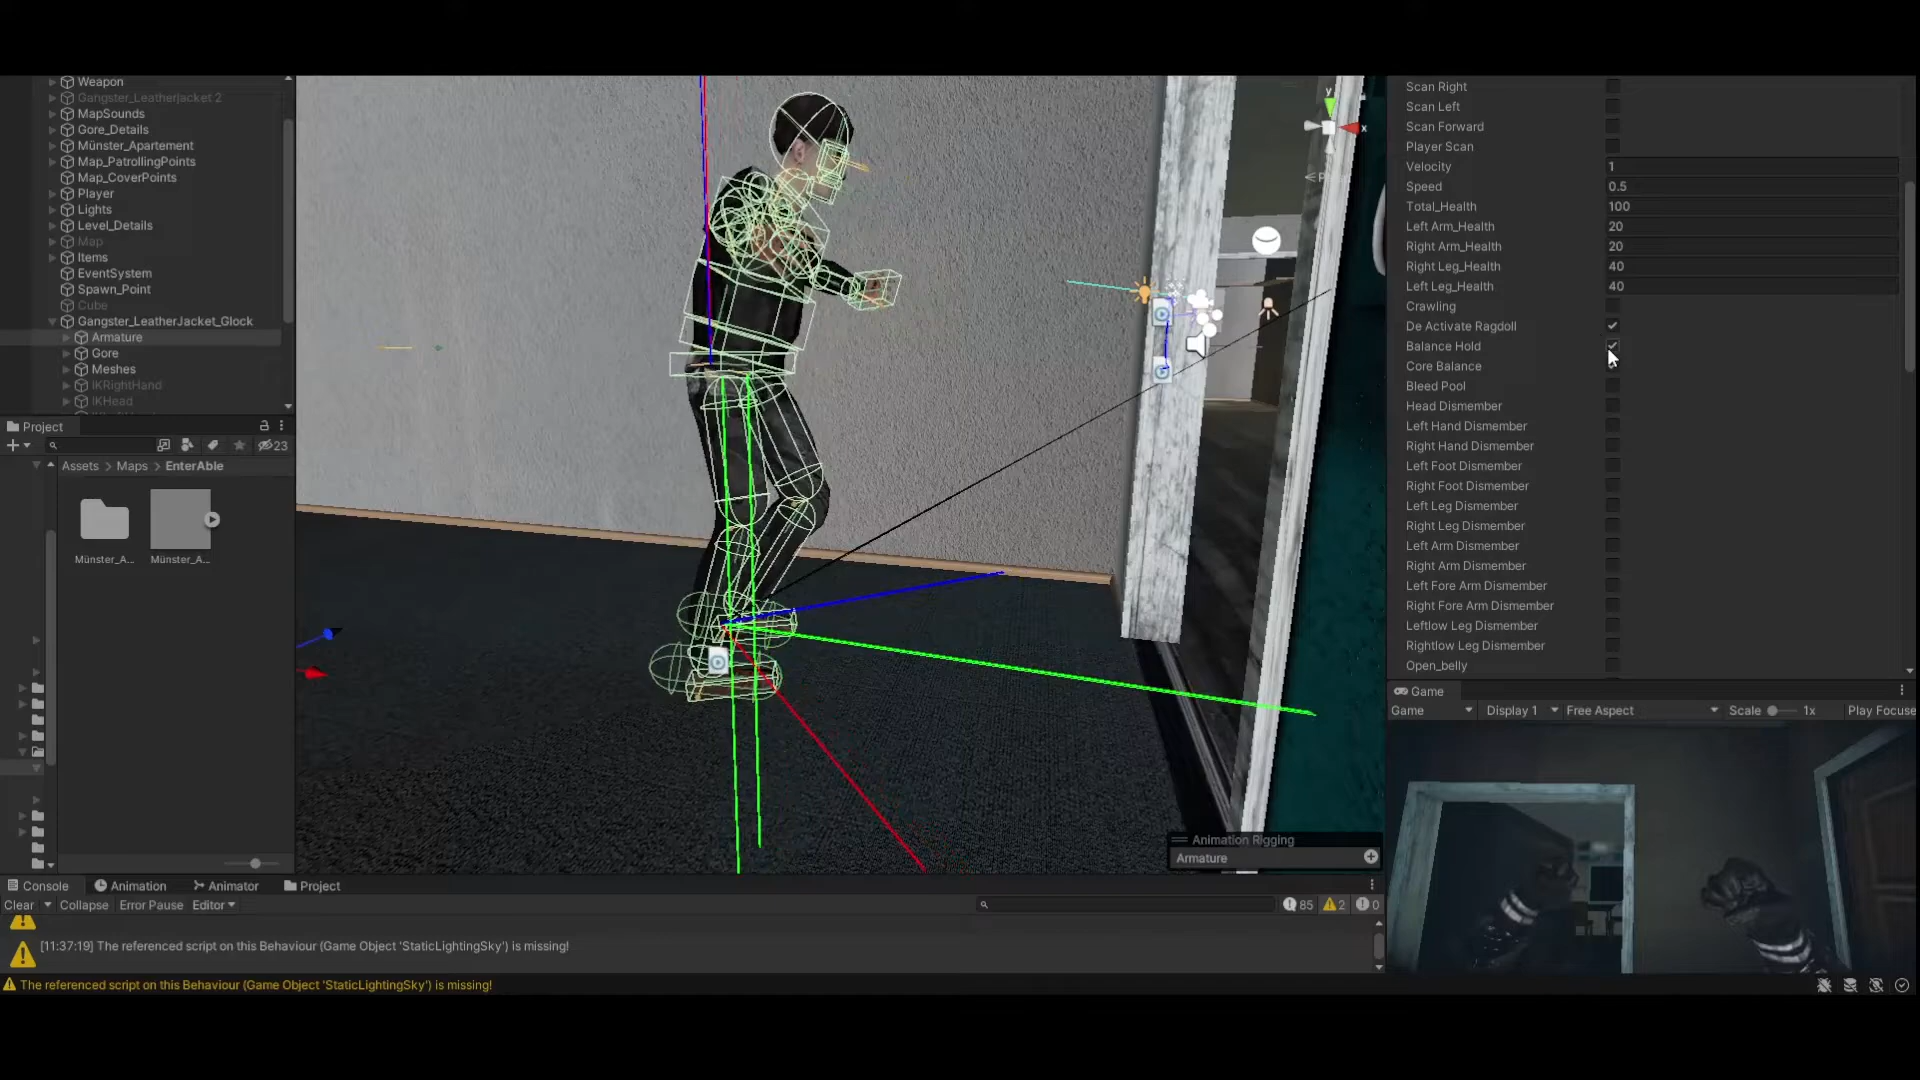 Weapon
Gangster_Leatherjacket 2
MapSounds
Gore_Details
Münster_Apartement
Map_PatrollingPoints
Map_CoverPoints
Player
Lights
Level_Details
Map
Items
EventSystem
Spawn_Point
Cube
Gangster_LeatherJacket_Glock
Armature
Gore
Meshes
IKRightHand
IKHead
Project
23
Assets > Maps > EnterAble
Münster_A...
Münster_A...
y
x
Animation Rigging
Armature
Scan Right
Scan Left
Scan Forward
Player Scan
Velocity 1
Speed 0.5
Total_Health 100
Left Arm_Health 20
Right Arm_Health 20
Right Leg_Health 40
Left Leg_Health 40
Crawling
De Activate Ragdoll
Balance Hold
Core Balance
Bleed Pool
Head Dismember
Left Hand Dismember
Right Hand Dismember
Left Foot Dismember
Right Foot Dismember
Left Leg Dismember
Right Leg Dismember
Left Arm Dismember
Right Arm Dismember
Left Fore Arm Dismember
Right Fore Arm Dismember
Leftlow Leg Dismember
Rightlow Leg Dismember
Open_belly
Game
Game Display 1 Free Aspect Scale 1x Play Focuse
Console Animation Animator Project
Clear Collapse Error Pause Editor 85 2 0
[11:37:19] The referenced script on this Behaviour (Game Object 'StaticLightingSky') is missing!
The referenced script on this Behaviour (Game Object 'StaticLightingSky') is missing!